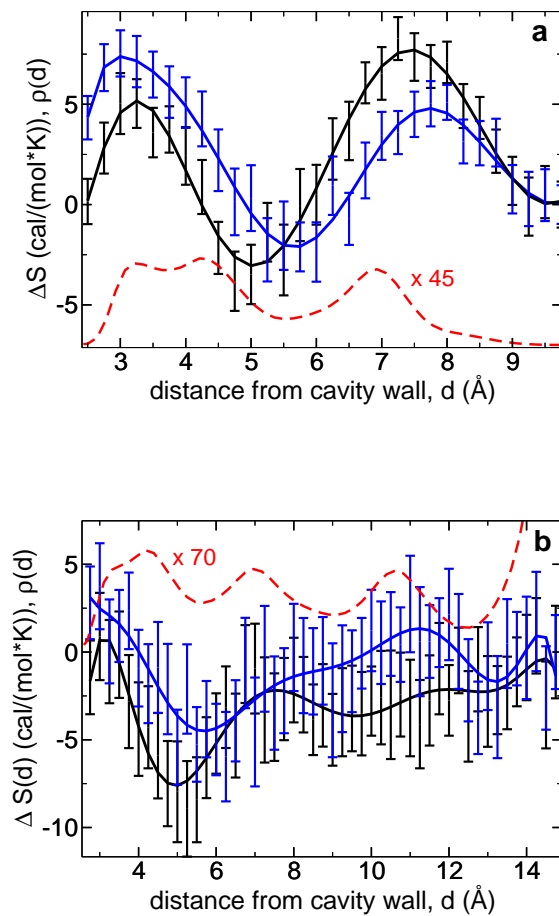 a
ΔS (cal/(mol*K)), ρ(d)
5
0
-5
x 45
3 4 5 6 7 8 9
distance from cavity wall, d (Å)
b
Δ S(d) (cal/(mol*K)), ρ(d)
5
0
-5
-10
x 70
4 6 8 10 12 14
distance from cavity wall, d (Å)